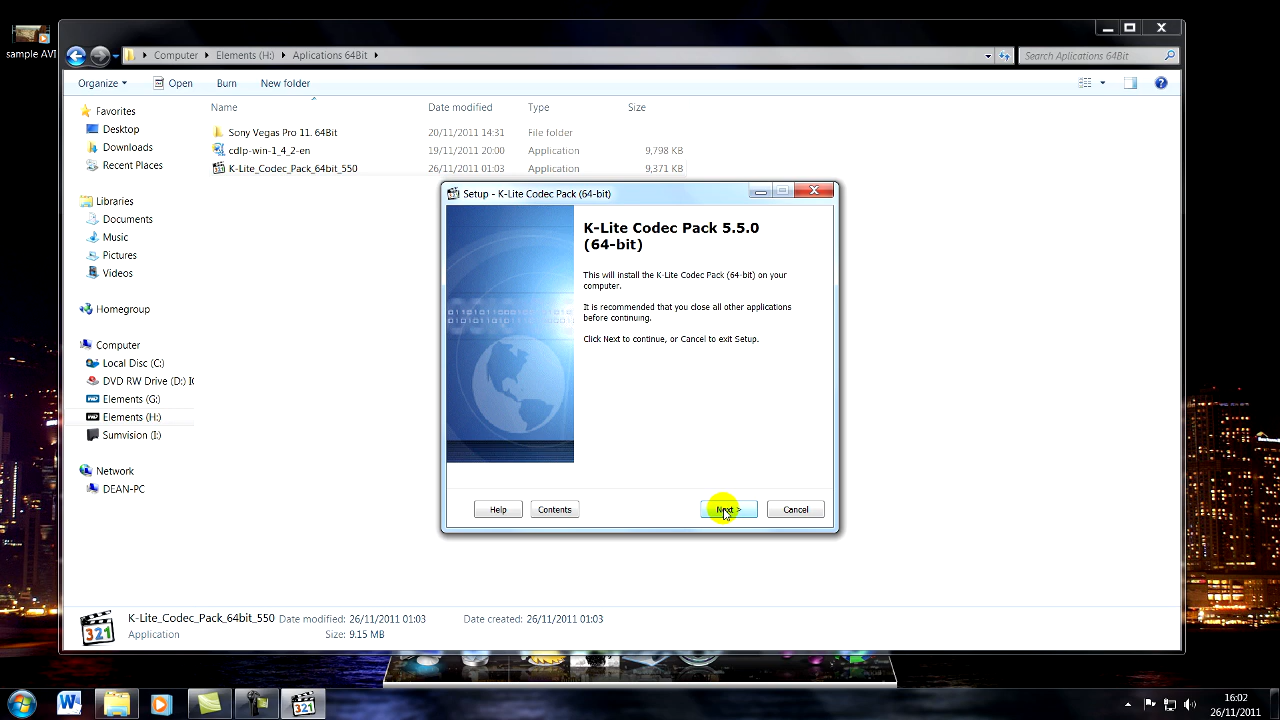 sample AVI
Computer
Elements (H:)
Aplications 64Bit
Search Aplications 64Bit
Organize
Open
Burn
New folder
Name
Date modified
Type
Size
Favorites
Desktop
Downloads
Recent Places
Libraries
Documents
Music
Pictures
Videos
Homegroup
Computer
Local Disc (C:)
DVD RW Drive (D:) I
Elements (G:)
Elements (H:)
Sumvision (I:)
Network
DEAN-PC
Sony Vegas Pro 11. 64Bit 20/11/2011 14:31 File folder
cdlp-win-1_4_2-en 19/11/2011 20:00 Application 9,798 KB
K-Lite_Codec_Pack_64bit_550 26/11/2011 01:03 Application 9,371 KB
Setup - K-Lite Codec Pack (64-bit)
K-Lite Codec Pack 5.5.0
(64-bit)
This will install the K-Lite Codec Pack (64-bit) on your
computer.
It is recommended that you close all other applications
before continuing.
Click Next to continue, or Cancel to exit Setup.
Help
Contents
Next >
Cancel
K-Lite_Codec_Pack_64bit_550 Date modified: 26/11/2011 01:03 Date created: 26/11/2011 01:03
Application Size: 9.15 MB
321
321
16:02
26/11/2011